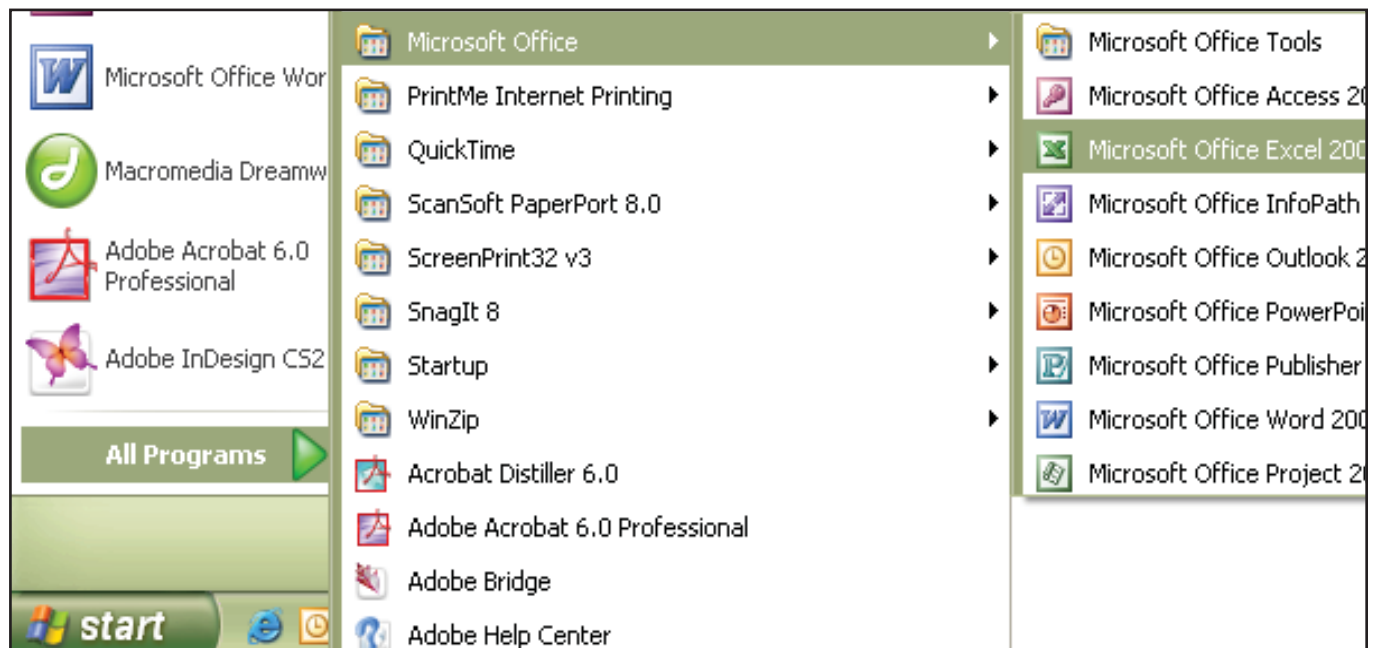 Microsoft Office Wor
Macromedia Dreamw
Adobe Acrobat 6.0
Professional
Adobe InDesign CS2
All Programs
start
Microsoft Office
PrintMe Internet Printing
QuickTime
ScanSoft PaperPort 8.0
ScreenPrint32 v3
SnagIt 8
Startup
WinZip
Acrobat Distiller 6.0
Adobe Acrobat 6.0 Professional
Adobe Bridge
Adobe Help Center
Microsoft Office Tools
Microsoft Office Access 20
Microsoft Office Excel 200
Microsoft Office InfoPath
Microsoft Office Outlook 2
Microsoft Office PowerPoi
Microsoft Office Publisher
Microsoft Office Word 200
Microsoft Office Project 20